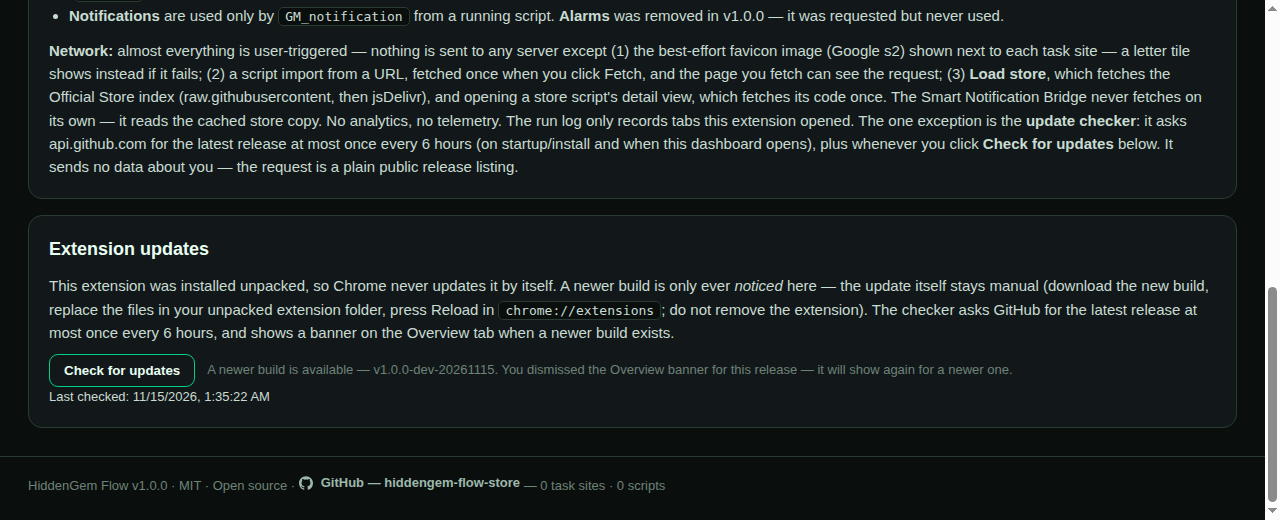 • Notifications are used only by GM_notification from a running script. Alarms was removed in v1.0.0 — it was requested but never used.
Network: almost everything is user-triggered — nothing is sent to any server except (1) the best-effort favicon image (Google s2) shown next to each task site — a letter tile
shows instead if it fails; (2) a script import from a URL, fetched once when you click Fetch, and the page you fetch can see the request; (3) Load store, which fetches the
Official Store index (raw.githubusercontent, then jsDelivr), and opening a store script's detail view, which fetches its code once. The Smart Notification Bridge never fetches on
its own — it reads the cached store copy. No analytics, no telemetry. The run log only records tabs this extension opened. The one exception is the update checker: it asks
api.github.com for the latest release at most once every 6 hours (on startup/install and when this dashboard opens), plus whenever you click Check for updates below. It
sends no data about you — the request is a plain public release listing.
Extension updates
This extension was installed unpacked, so Chrome never updates it by itself. A newer build is only ever noticed here — the update itself stays manual (download the new build,
replace the files in your unpacked extension folder, press Reload in chrome://extensions; do not remove the extension). The checker asks GitHub for the latest release at
most once every 6 hours, and shows a banner on the Overview tab when a newer build exists.
Check for updates A newer build is available — v1.0.0-dev-20261115. You dismissed the Overview banner for this release — it will show again for a newer one.
Last checked: 11/15/2026, 1:35:22 AM
HiddenGem Flow v1.0.0 · MIT · Open source · GitHub — hiddengem-flow-store — 0 task sites · 0 scripts